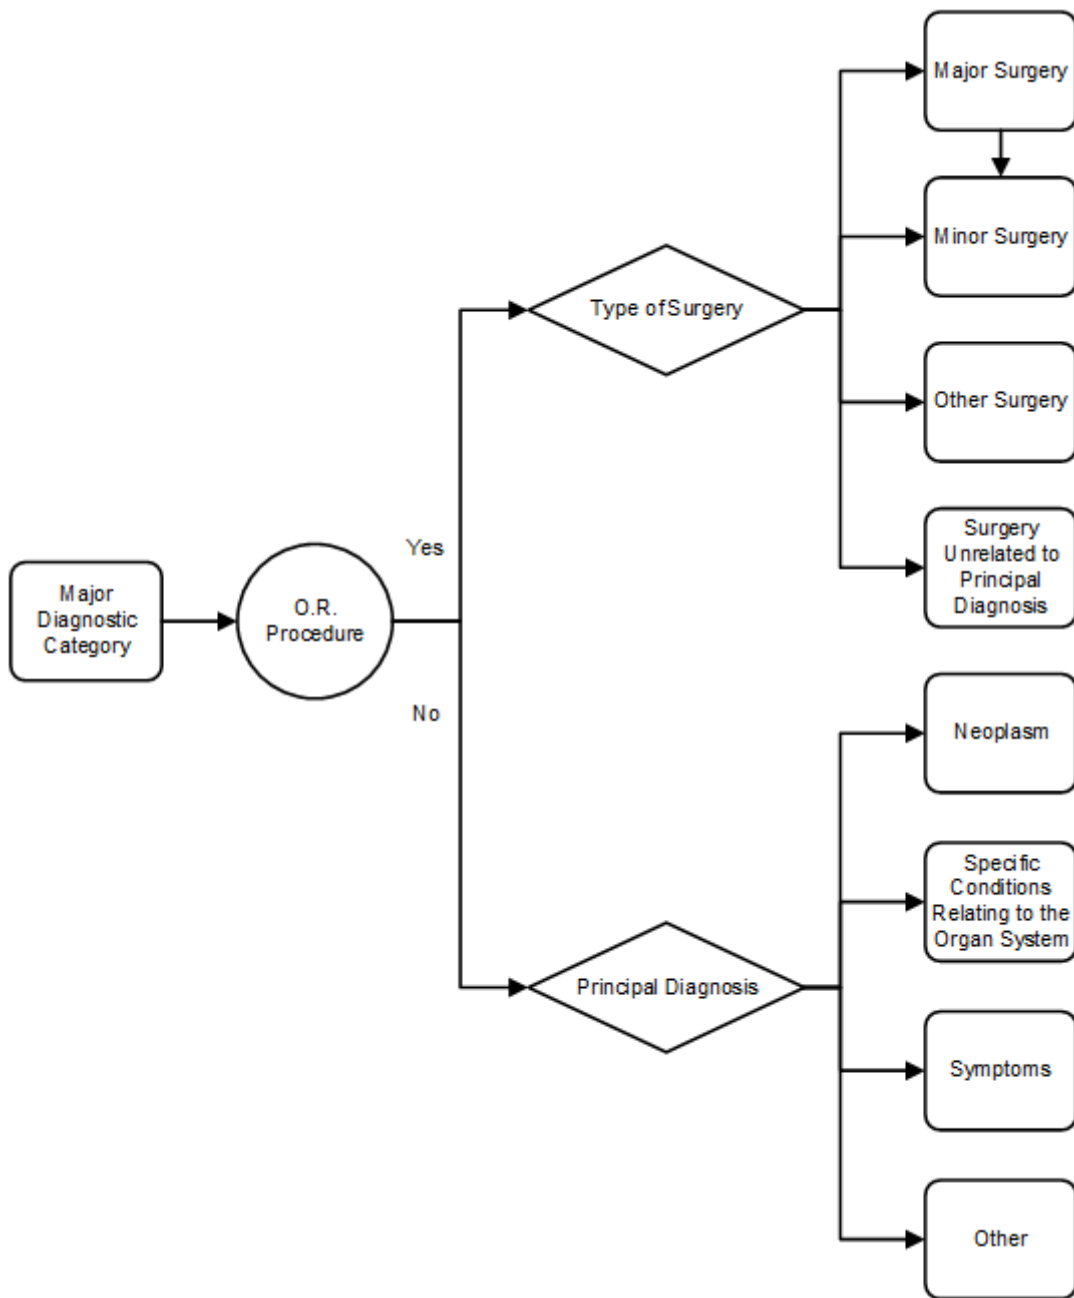 Major Surgery
Minor Surgery
Type of Surgery
Other Surgery
Surgery
Unrelated to
Principal
Diagnosis
Yes
Major
Diagnostic
Category
O.R.
Procedure
No
Neoplasm
Specific
Conditions
Relating to the
Organ System
Principal Diagnosis
Symptoms
Other